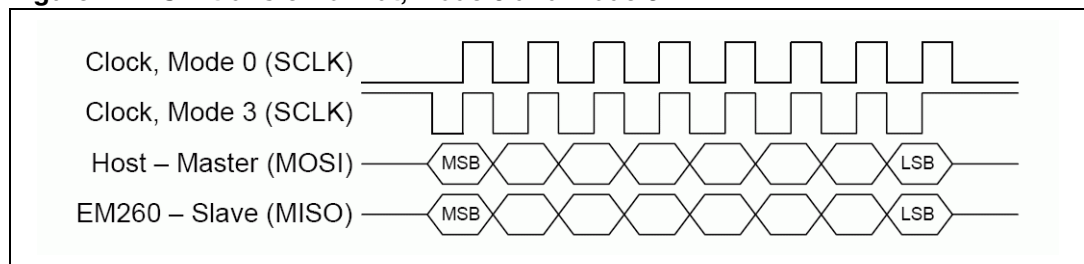 Clock, Mode 0 (SCLK)
Clock, Mode 3 (SCLK)
Host – Master (MOSI)
MSB
LSB
EM260 – Slave (MISO)
MSB
LSB